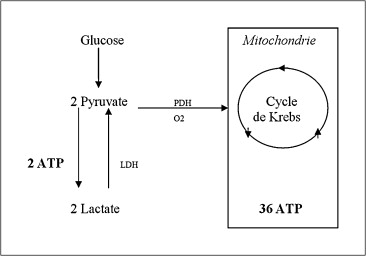 Glucose
Mitochondrie
2 Pyruvate
PDH
O2
Cycle
de Krebs
2 ATP
LDH
2 Lactate
36 ATP